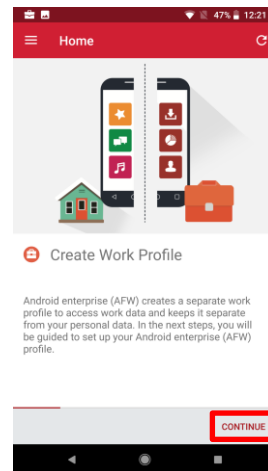 47% 12:21
Home
Create Work Profile
Android enterprise (AFW) creates a separate work
profile to access work data and keeps it separate
from your personal data. In the next steps, you will
be guided to set up your Android enterprise (AFW)
profile.
CONTINUE